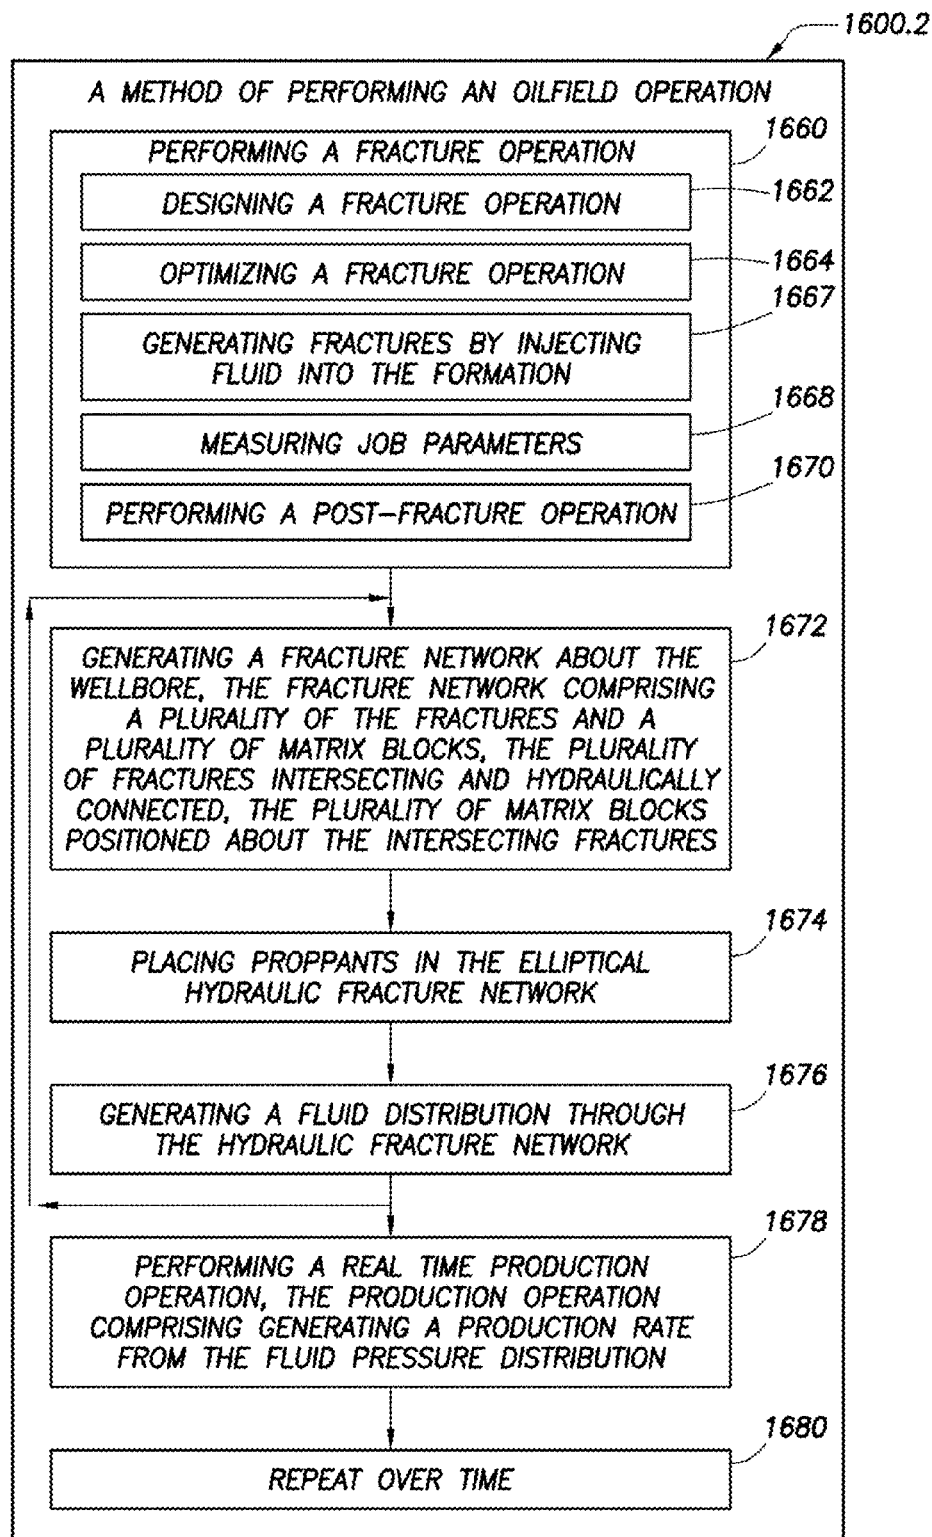 1600.2
A METHOD OF PERFORMING AN OILFIELD OPERATION
1660
PERFORMING A FRACTURE OPERATION
1662
DESIGNING A FRACTURE OPERATION
1664
OPTIMIZING A FRACTURE OPERATION
1667
GENERATING FRACTURES BY INJECTING
FLUID INTO THE FORMATION
1668
MEASURING JOB PARAMETERS
1670
PERFORMING A POST-FRACTURE OPERATION
1672
GENERATING A FRACTURE NETWORK ABOUT THE
WELLBORE, THE FRACTURE NETWORK COMPRISING
A PLURALITY OF THE FRACTURES AND A
PLURALITY OF MATRIX BLOCKS, THE PLURALITY
OF FRACTURES INTERSECTING AND HYDRAULICALLY
CONNECTED, THE PLURALITY OF MATRIX BLOCKS
POSITIONED ABOUT THE INTERSECTING FRACTURES
1674
PLACING PROPPANTS IN THE ELLIPTICAL
HYDRAULIC FRACTURE NETWORK
1676
GENERATING A FLUID DISTRIBUTION THROUGH
THE HYDRAULIC FRACTURE NETWORK
1678
PERFORMING A REAL TIME PRODUCTION
OPERATION, THE PRODUCTION OPERATION
COMPRISING GENERATING A PRODUCTION RATE
FROM THE FLUID PRESSURE DISTRIBUTION
1680
REPEAT OVER TIME